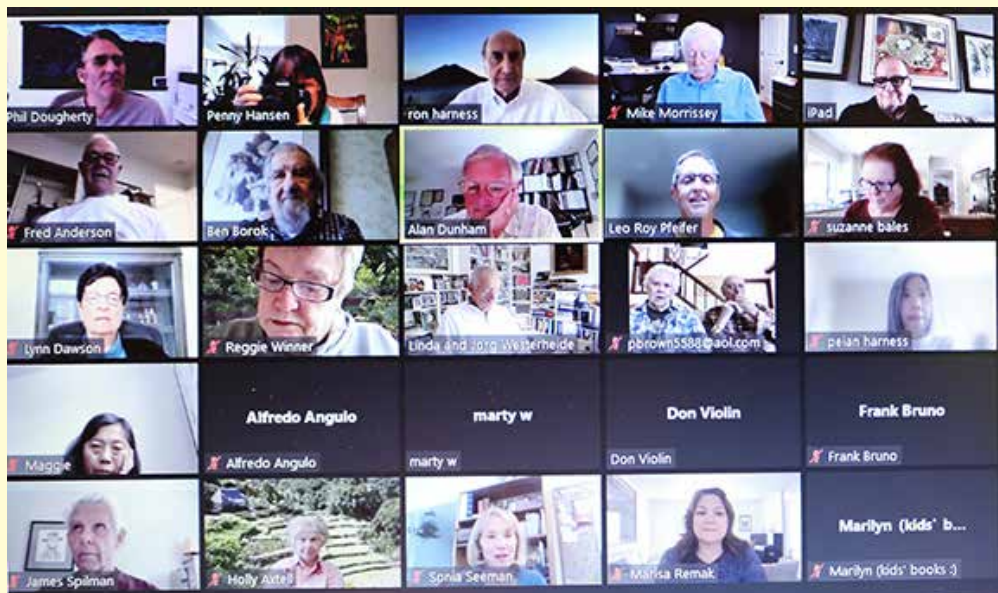 Phil Dougherty
Penny Hansen
ron harness
Mike Morrissey
iPad
Fred Anderson
Ben Borok
Alan Dunham
Leo Roy Pfeifer
suzanne bales
Lynn Dawson
Reggie Winner
Linda and Jorg Westerheide
pbrown5588@aol.com
peian harness
Maggie
Alfredo Angulo
Alfredo Angulo
marty w
marty w
Don Violin
Don Violin
Frank Bruno
Frank Bruno
James Spilman
Holly Axtell
Sonia Seeman
Marisa Remak
Marilyn (kids' b...
Marilyn (kids' books :)